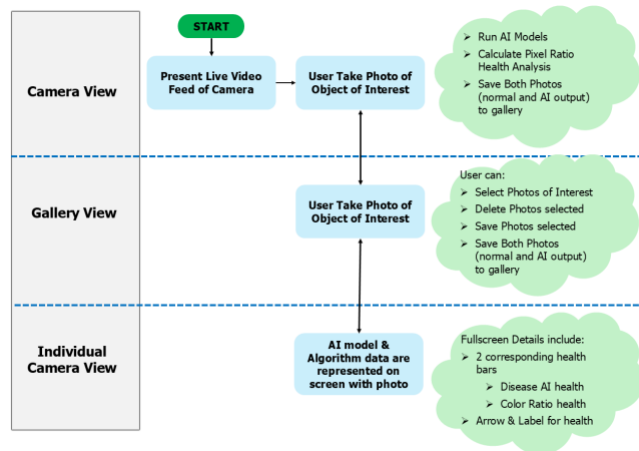 START
Camera View
Present Live Video
Feed of Camera
User Take Photo of
Object of Interest
➢ Run AI Models
➢ Calculate Pixel Ratio
Health Analysis
➢ Save Both Photos
(normal and AI output)
to gallery
Gallery View
User Take Photo of
Object of Interest
User can:
➢ Select Photos of Interest
➢ Delete Photos selected
➢ Save Photos selected
➢ Save Both Photos
(normal and AI output)
to gallery
Individual
Camera View
AI model &
Algorithm data are
represented on
screen with photo
Fullscreen Details include:
➢ 2 corresponding health
bars
➢ Disease AI health
➢ Color Ratio health
➢ Arrow & Label for health